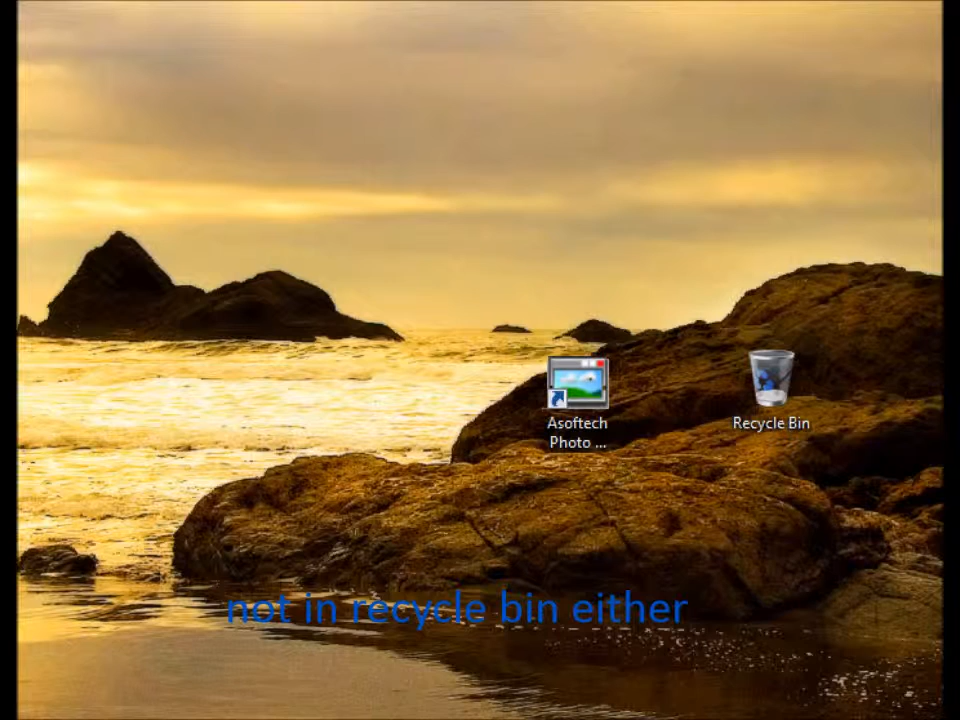 Asoftech
Photo ...
Recycle Bin
not in recycle bin either